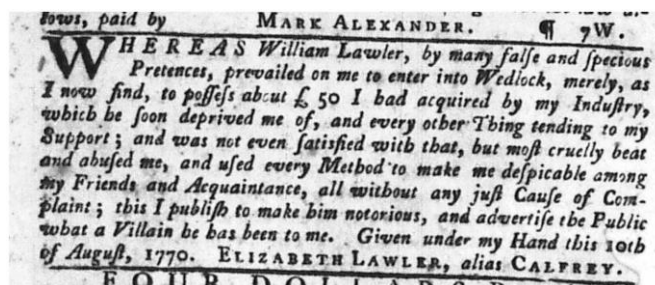 lows, paid by MARK ALEXANDER. ¶ 7W.
WHEREAS William Lawler, by many falſe and ſpecious
Pretences, prevailed on me to enter into Wedlock, merely, as
I now find, to poſſeſs about £ 50 I had acquired by my Induſtry,
which he ſoon deprived me of, and every other Thing tending to my
Support; and was not even ſatisfied with that, but moſt cruelly beat
and abuſed me, and uſed every Method to make me deſpicable among
my Friends and Acquaintance, all without any juſt Cauſe of Com-
plaint; this I publiſh to make him notorious, and advertiſe the Public
what a Villain he has been to me. Given under my Hand this 10th
of Auguſt, 1770. ELIZABETH LAWLER, alias CALFREY.
FOUR DOLLARS